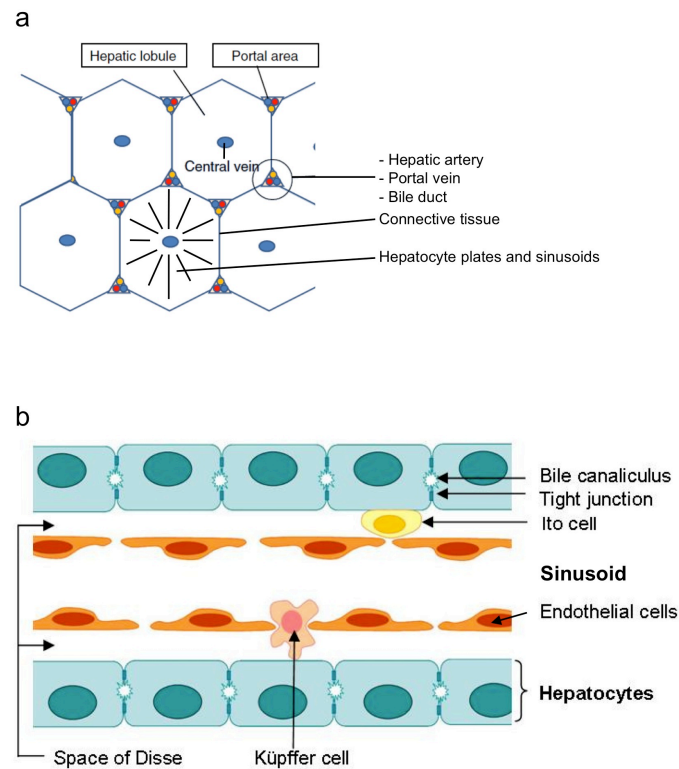 a
Hepatic lobule
Portal area
Central vein
- Hepatic artery
- Portal vein
- Bile duct
Connective tissue
Hepatocyte plates and sinusoids
b
Bile canaliculus
Tight junction
Ito cell
Sinusoid
Endothelial cells
Hepatocytes
Space of Disse
Küpffer cell